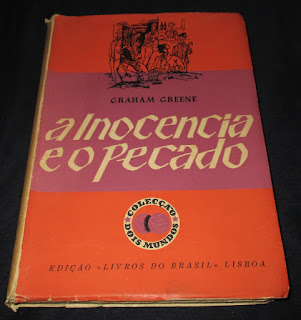 GRAHAM GREENE
a Inocencia
e o pecado
COLECÇÃO
DOIS MUNDOS
EDIÇÃO «LIVROS DO BRASIL» LISBOA